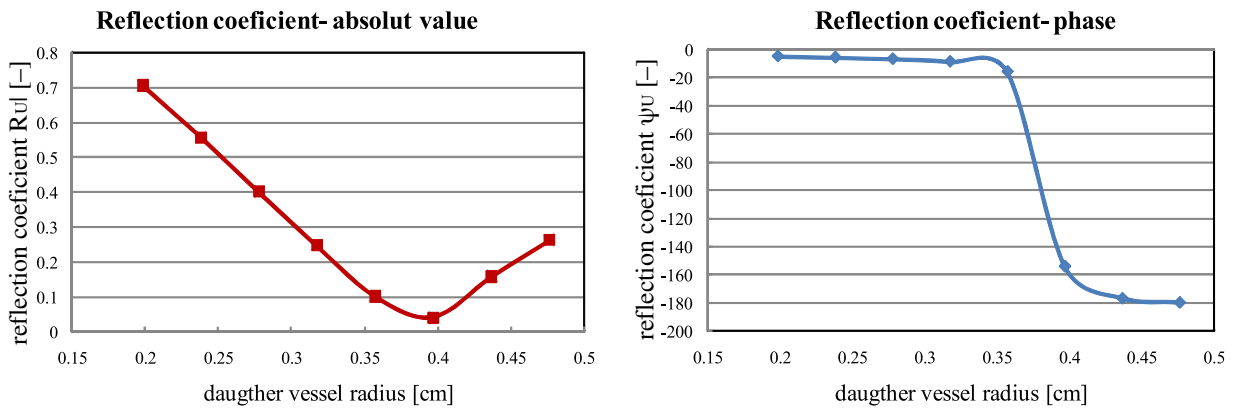 Reflection coeficient- absolut value
reflection coeficient RU| [–]
0.8
0.7
0.6
0.5
0.4
0.3
0.2
0.1
0
0.15 0.2 0.25 0.3 0.35 0.4 0.45 0.5
daugther vessel radius [cm]
Reflection coeficient- phase
reflection coeficient ψU [–]
0
-20
-40
-60
-80
-100
-120
-140
-160
-180
-200
0.15 0.2 0.25 0.3 0.35 0.4 0.45 0.5
daugther vessel radius [cm]